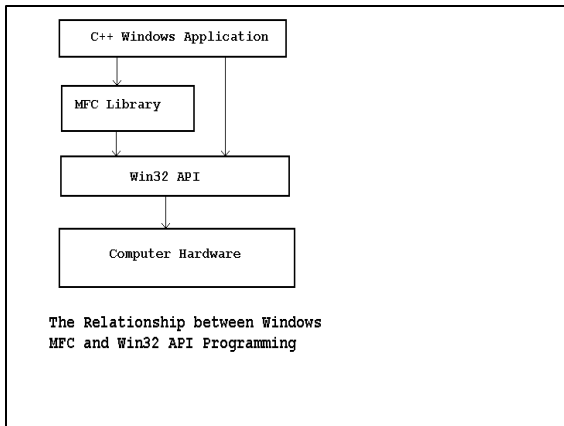 C++ Windows Application
MFC Library
Win32 API
Computer Hardware
The Relationship between Windows
MFC and Win32 API Programming